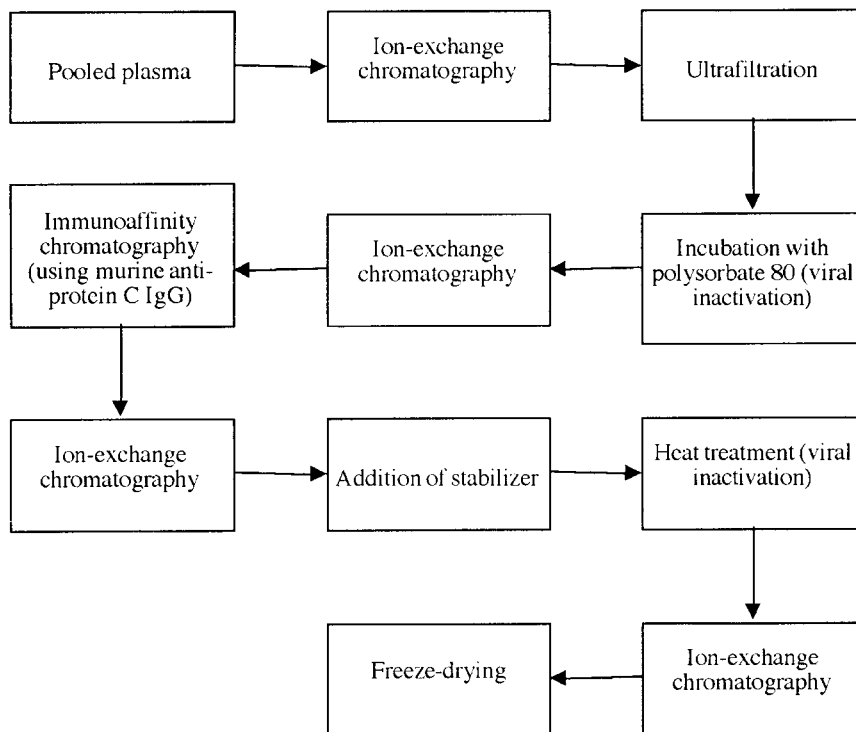 Pooled plasma
Ion-exchange
chromatography
Ultrafiltration
Incubation with
polysorbate 80 (viral
inactivation)
Ion-exchange
chromatography
Immunoaffinity
chromatography
(using murine anti-
protein C IgG)
Ion-exchange
chromatography
Addition of stabilizer
Heat treatment (viral
inactivation)
Ion-exchange
chromatography
Freeze-drying